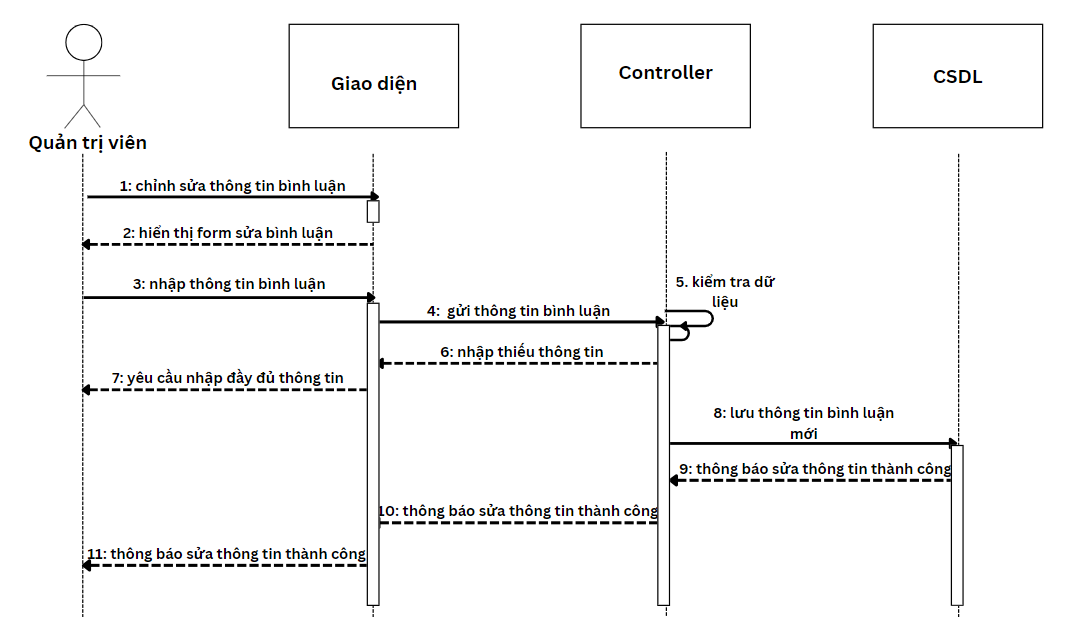 Giao diện
Controller
CSDL
Quản trị viên
1: chỉnh sửa thông tin bình luận
2: hiển thị form sửa bình luận
3: nhập thông tin bình luận
5. kiểm tra dữ
liệu
4: gửi thông tin bình luận
6: nhập thiếu thông tin
7: yêu cầu nhập đầy đủ thông tin
8: lưu thông tin bình luận
mới
9: thông báo sửa thông tin thành công
10: thông báo sửa thông tin thành công
11: thông báo sửa thông tin thành công